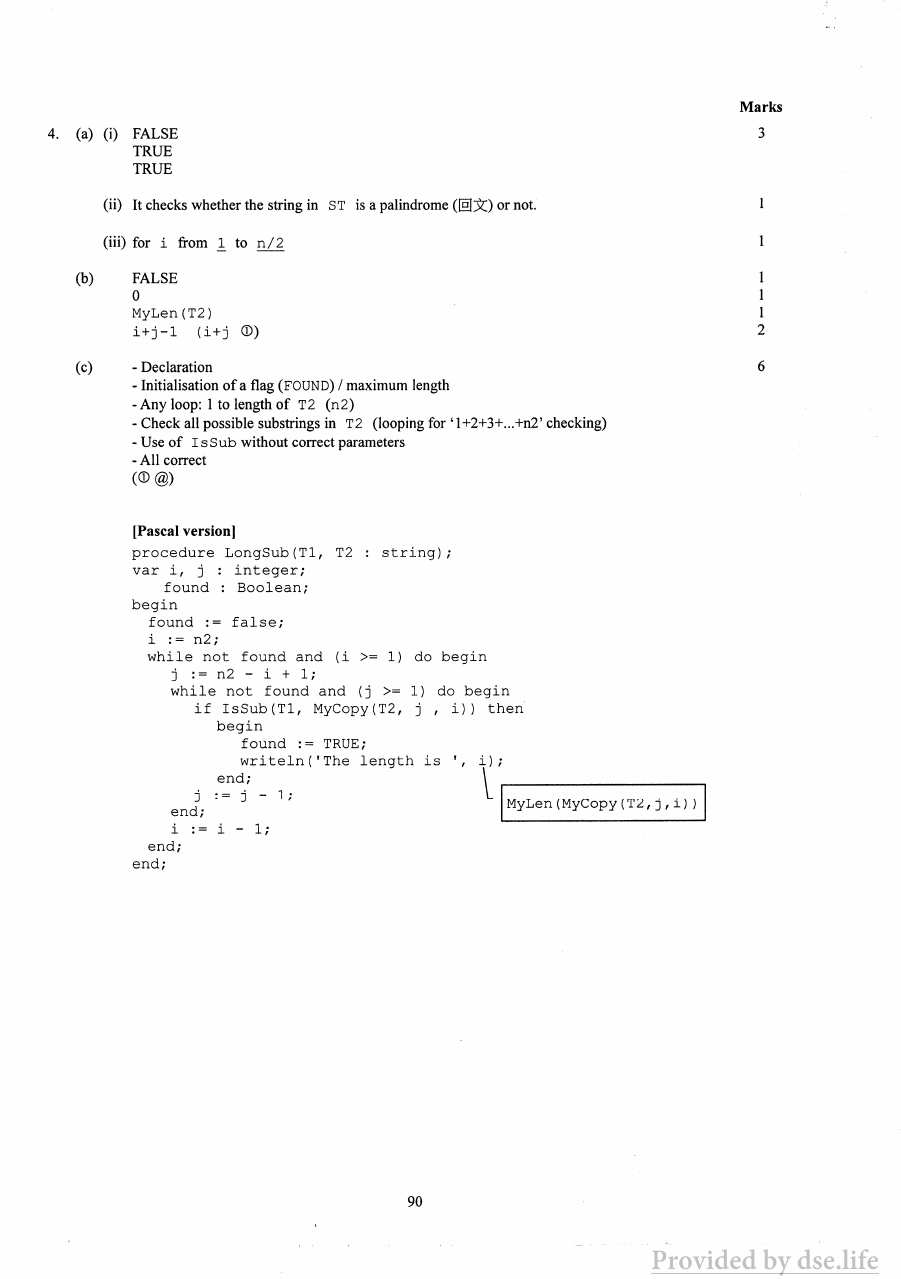 Marks
4. (a) (i) FALSE 3
TRUE
TRUE
(ii) It checks whether the string in ST is a palindrome (回文) or not. 1
(iii) for i from 1 to n/2 1
(b) FALSE 1
0 1
MyLen(T2) 1
i+j-1 (i+j ①) 2
(c) - Declaration 6
- Initialisation of a flag (FOUND) / maximum length
- Any loop: 1 to length of T2 (n2)
- Check all possible substrings in T2 (looping for ‘1+2+3+...+n2’ checking)
- Use of IsSub without correct parameters
- All correct
(① @)
[Pascal version]
procedure LongSub(T1, T2 : string);
var i, j : integer;
found : Boolean;
begin
found := false;
i := n2;
while not found and (i >= 1) do begin
j := n2 - i + 1;
while not found and (j >= 1) do begin
if IsSub(T1, MyCopy(T2, j , i)) then
begin
found := TRUE;
writeln('The length is ', i);
end;
j := j - 1;
MyLen(MyCopy(T2,j,i))
end;
i := i - 1;
end;
end;
90
Provided by dse.life